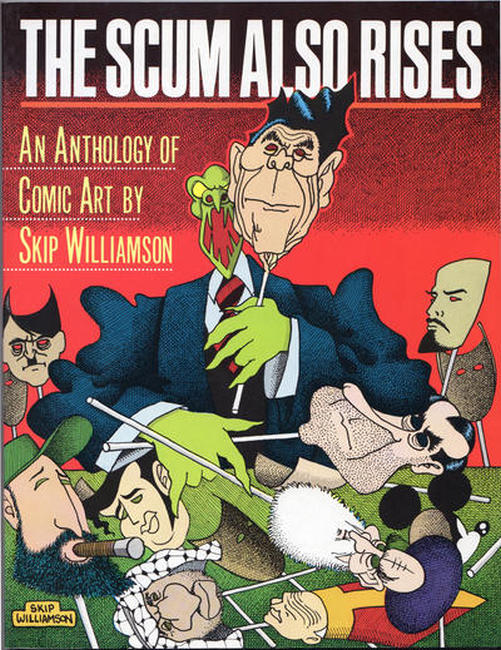 THE SCUM ALSO RISES
AN ANTHOLOGY OF
COMIC ART BY
SKIP WILLIAMSON
SKIP
WILLIAMSON